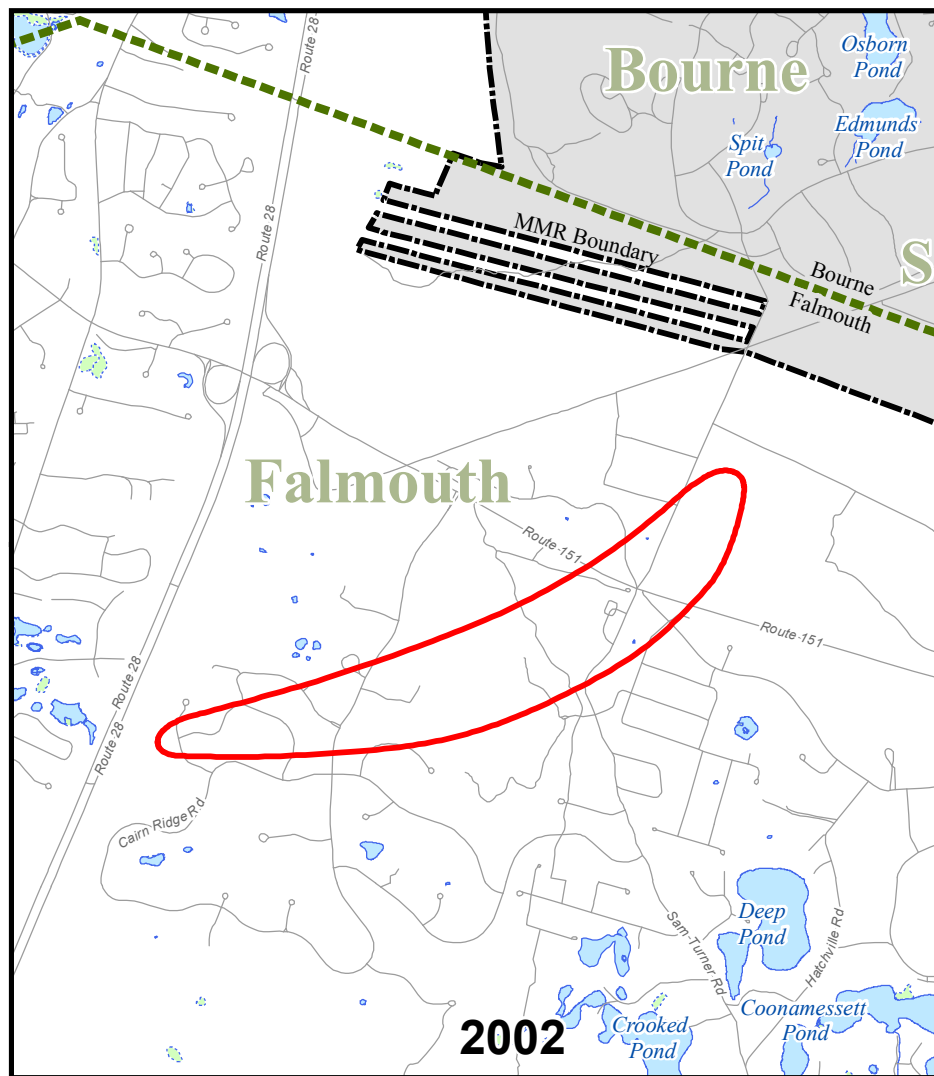 Route 28
Bourne
Osborn
Pond
Edmunds
Pond
Spit
Pond
Route 28
MMR Boundary
S
Bourne
Falmouth
Falmouth
Route 151
Route 151
Route 28
Route 28
Cairn Ridge Rd
Deep
Pond
Sam-Turner Rd
Hatchville Rd
Coonamessett
Pond
Crooked
Pond
2002